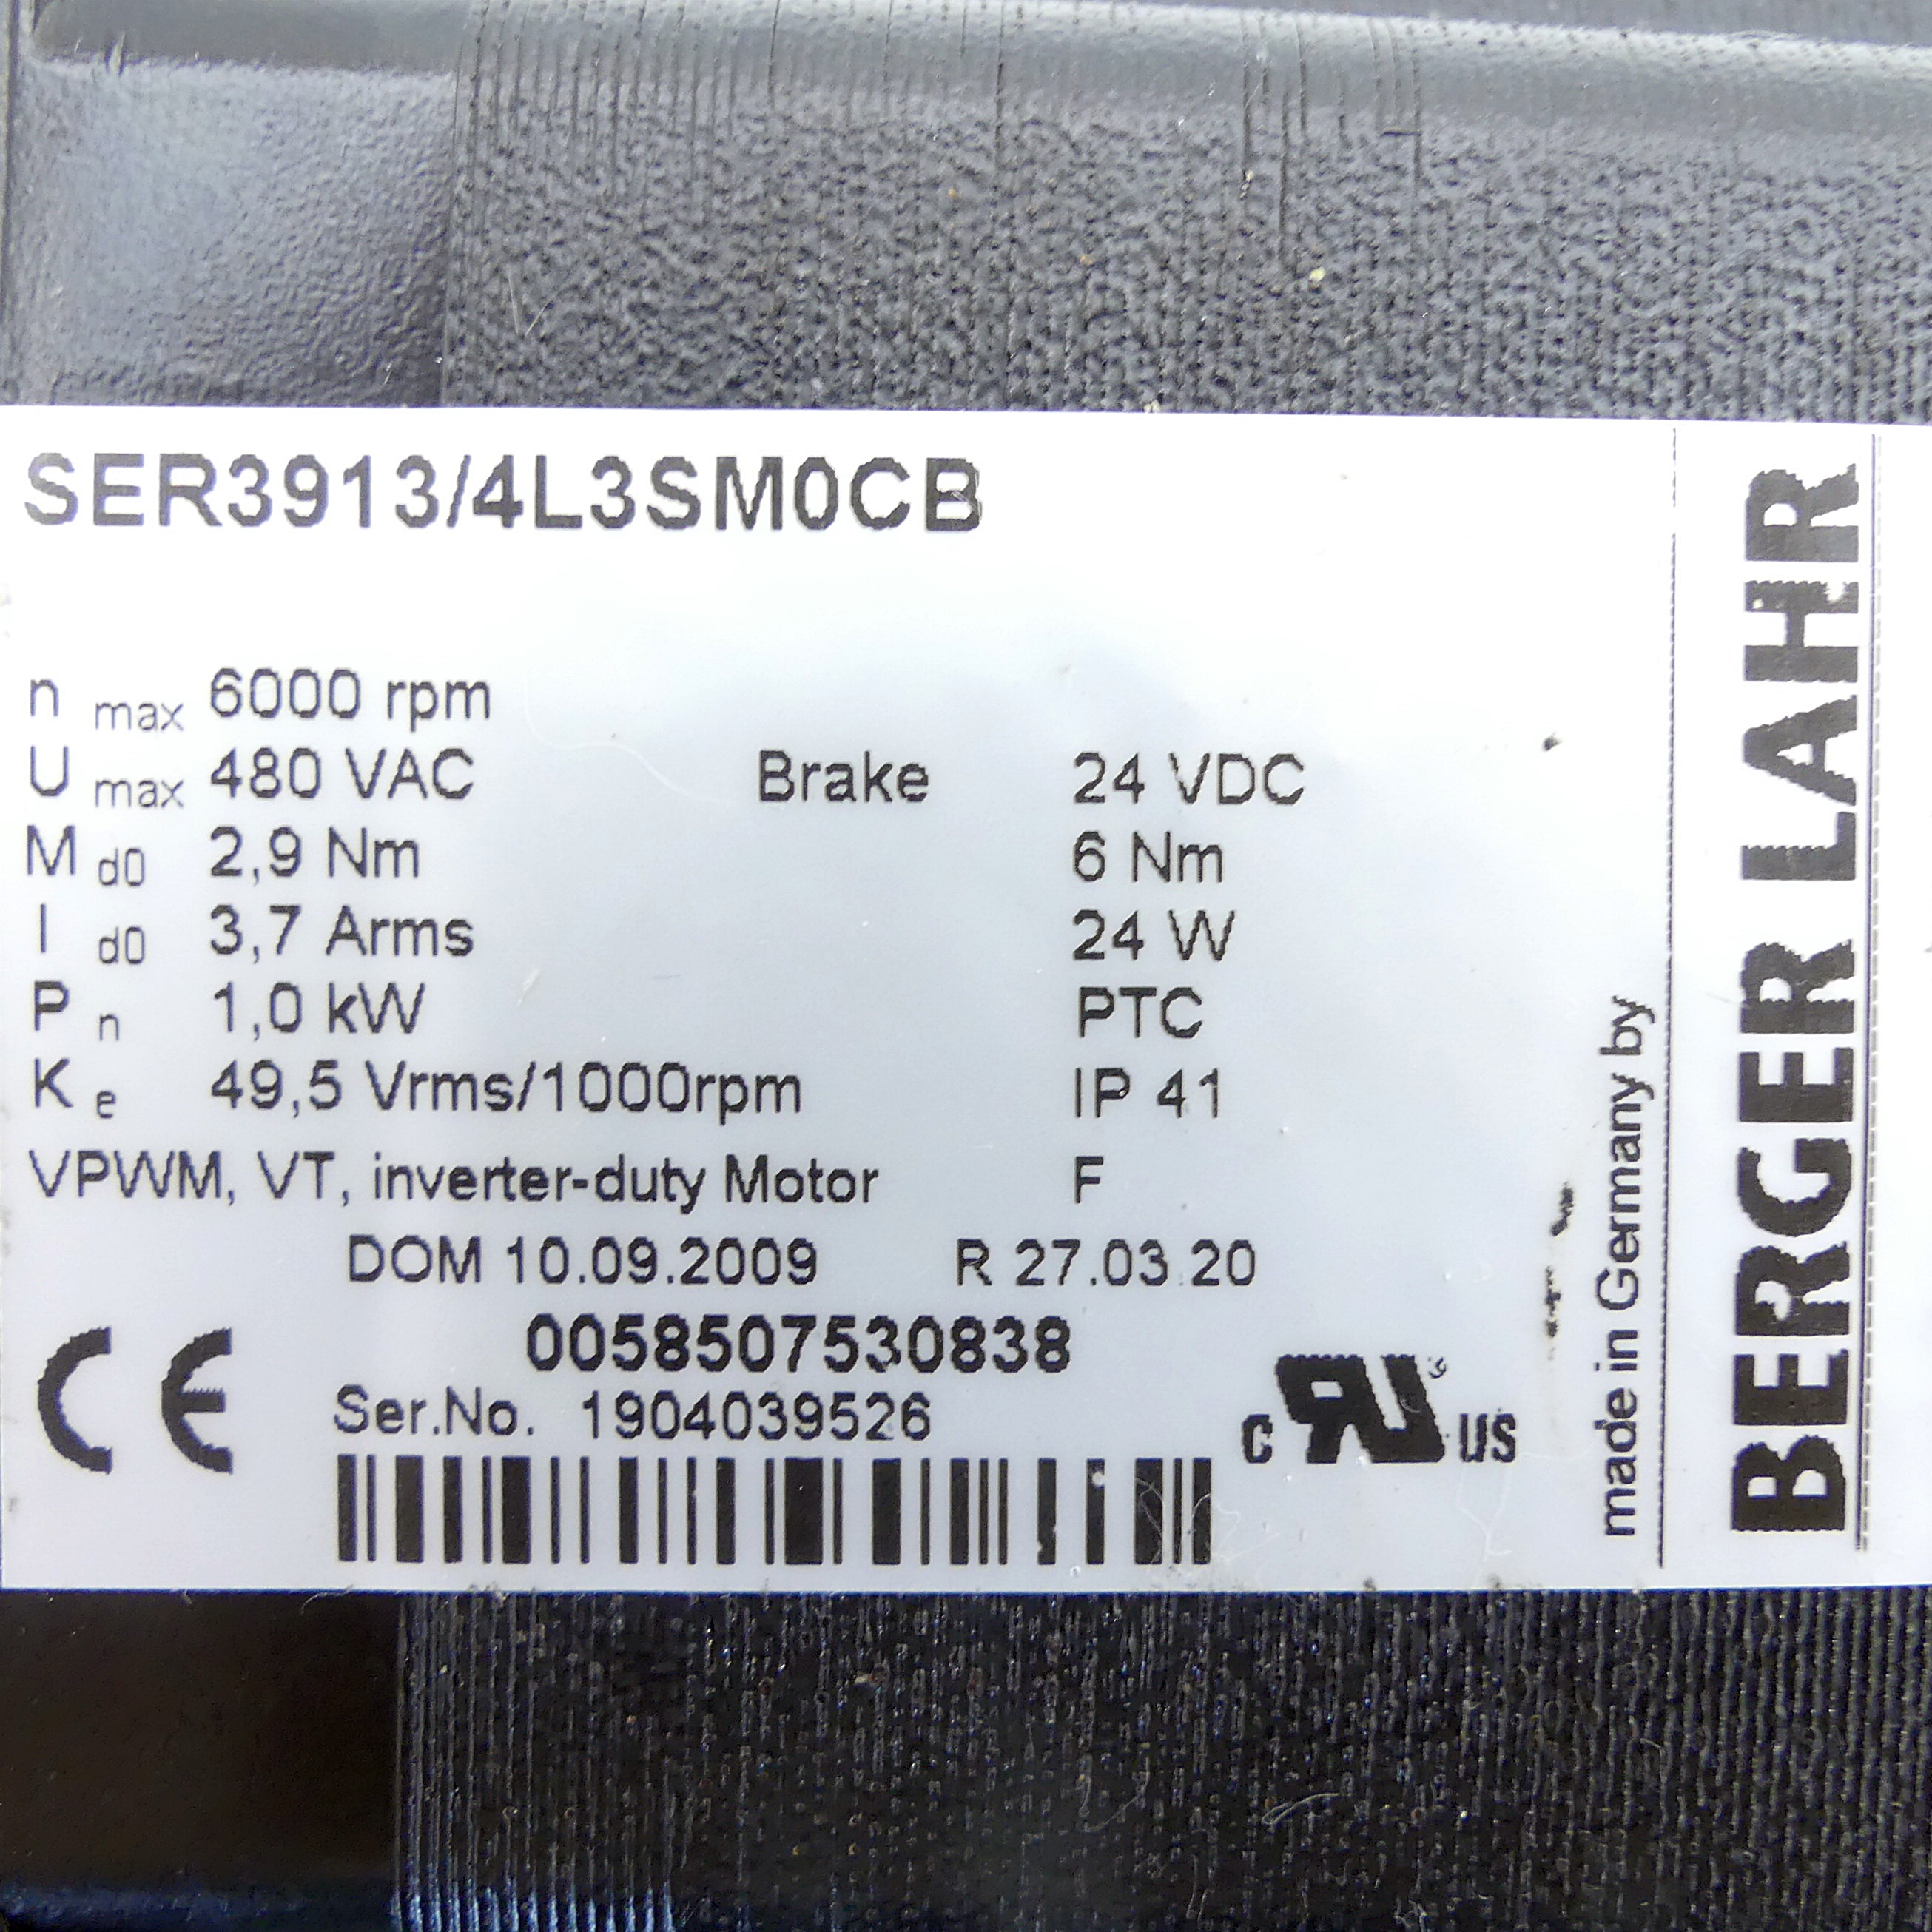 SER3913/4L3SM0CB
n max 6000 rpm
U max 480 VAC Brake 24 VDC
M d0 2,9 Nm 6 Nm
I d0 3,7 Arms 24 W
P n 1,0 kW PTC
K e 49,5 Vrms/1000rpm IP 41
VPWM, VT, inverter-duty Motor F
DOM 10.09.2009 R 27.03.20
0058507530838
Ser.No. 1904039526
CE
c RU US
made in Germany by
BERGER LAHR